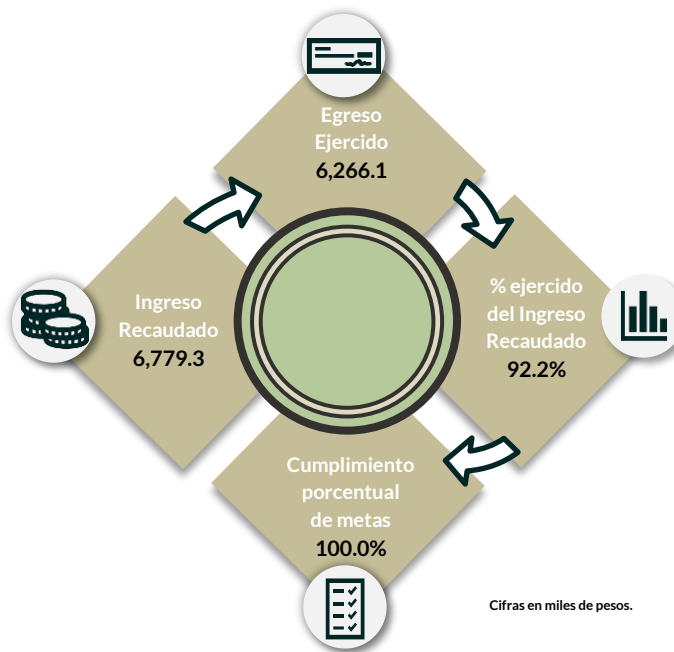 Egreso
Ejercido
6,266.1
Ingreso
Recaudado
6,779.3
% ejercido
del Ingreso
Recaudado
92.2%
Cumplimiento
porcentual
de metas
100.0%
Cifras en miles de pesos.